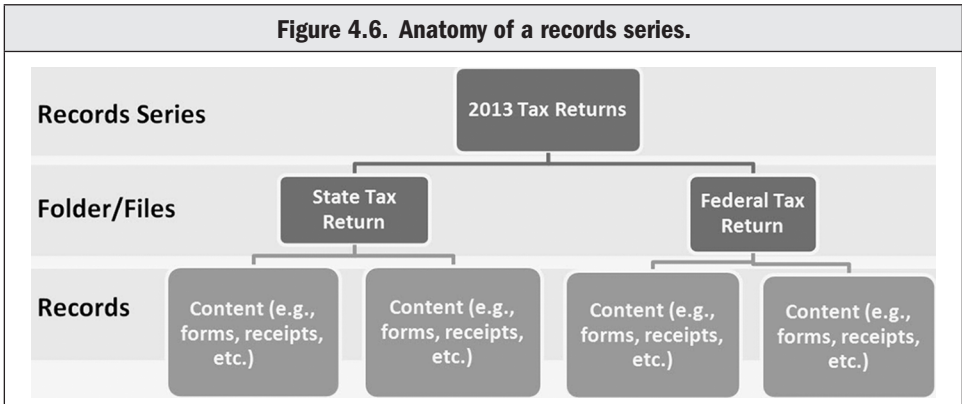 Figure 4.6. Anatomy of a records series.
Records Series
2013 Tax Returns
Folder/Files
State Tax
Return
Federal Tax
Return
Records
Content (e.g.,
forms, receipts,
etc.)
Content (e.g.,
forms, receipts,
etc.)
Content (e.g.,
forms, receipts,
etc.)
Content (e.g.,
forms, receipts,
etc.)